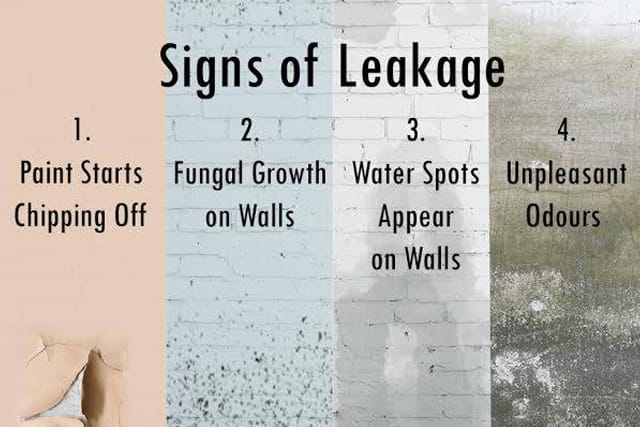 Signs of Leakage
1.
Paint Starts
Chipping Off
2.
Fungal Growth
on Walls
3.
Water Spots
Appear
on Walls
4.
Unpleasant
Odours